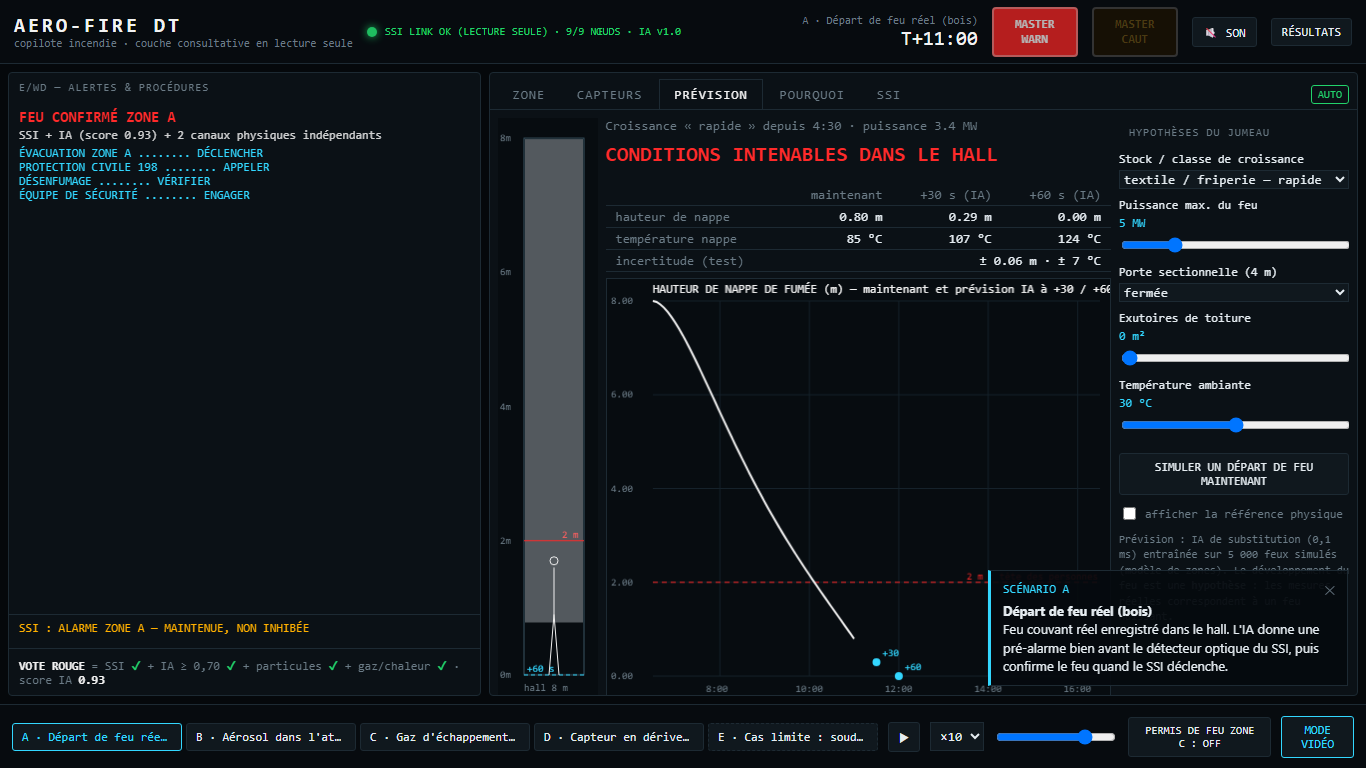 AERO-FIRE DT
copilote incendie · couche consultative en lecture seule
SSI LINK OK (LECTURE SEULE) · 9/9 NŒUDS · IA v1.0
A · Départ de feu réel (bois)
T+11:00
MASTER
WARN
MASTER
CAUT
SON
RÉSULTATS
E/WD — ALERTES & PROCÉDURES
FEU CONFIRMÉ ZONE A
SSI + IA (score 0.93) + 2 canaux physiques indépendants
ÉVACUATION ZONE A ........ DÉCLENCHER
PROTECTION CIVILE 198 ........ APPELER
DÉSENFUMAGE ........ VÉRIFIER
ÉQUIPE DE SÉCURITÉ ........ ENGAGER
SSI : ALARME ZONE A — MAINTENUE, NON INHIBÉE
VOTE ROUGE = SSI ✓ + IA ≥ 0,70 ✓ + particules ✓ + gaz/chaleur ✓ ·
score IA 0.93
ZONE
CAPTEURS
PRÉVISION
POURQUOI
SSI
AUTO
8m
6m
4m
2m
0m
2 m
+60 s
hall 8 m
Croissance « rapide » depuis 4:30 · puissance 3.4 MW
CONDITIONS INTENABLES DANS LE HALL
maintenant +30 s (IA) +60 s (IA)
hauteur de nappe 0.80 m 0.29 m 0.00 m
température nappe 85 °C 107 °C 124 °C
incertitude (test) ± 0.06 m · ± 7 °C
HAUTEUR DE NAPPE DE FUMÉE (m) — maintenant et prévision IA à +30 / +60
8.00
6.00
4.00
2.00
0.00
2 m
+30
+60
8:00 10:00 12:00 14:00 16:00
HYPOTHÈSES DU JUMEAU
Stock / classe de croissance
textile / friperie — rapide
Puissance max. du feu
5 MW
Porte sectionnelle (4 m)
fermée
Exutoires de toiture
0 m²
Température ambiante
30 °C
SIMULER UN DÉPART DE FEU
MAINTENANT
afficher la référence physique
Prévision : IA de substitution (0,1
ms) entraînée sur 5 000 feux simulés
SCÉNARIO A
Départ de feu réel (bois)
Feu couvant réel enregistré dans le hall. L'IA donne une
pré-alarme bien avant le détecteur optique du SSI, puis
confirme le feu quand le SSI déclenche.
A · Départ de feu rée…
B · Aérosol dans l'at…
C · Gaz d'échappement…
D · Capteur en dérive…
E · Cas limite : soud…
×10
PERMIS DE FEU ZONE
C : OFF
MODE
VIDÉO